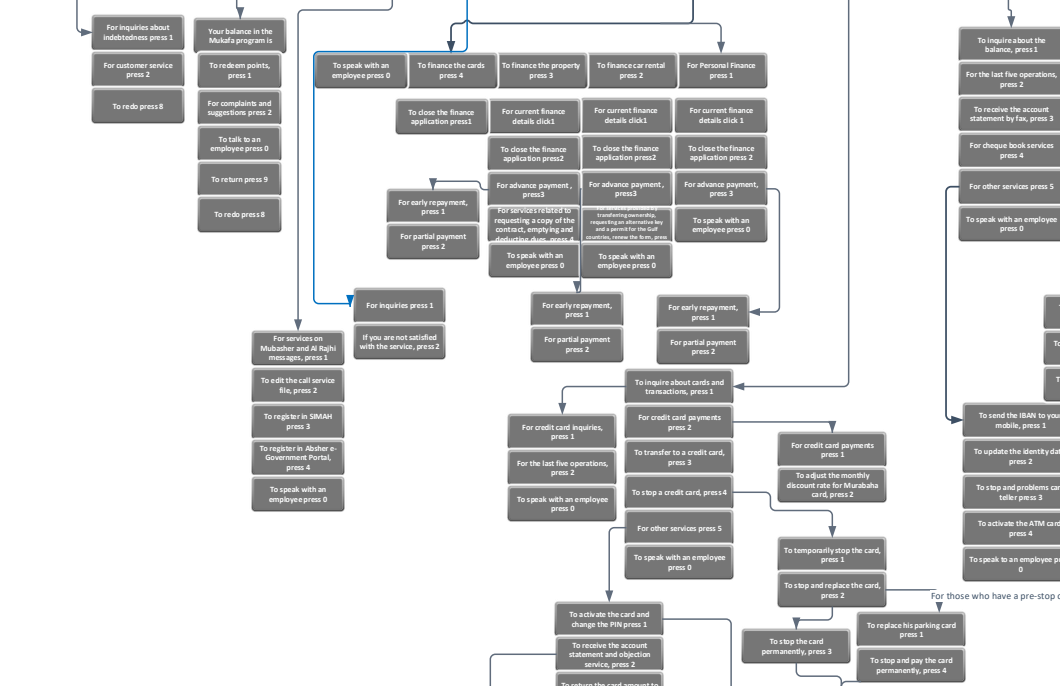 For inquiries about
indebtedness press 1
For customer service
press 2
To redo press 8
Your balance in the
Mukafa program is
To redeem points,
press 1
For complaints and
suggestions press 2
To talk to an
employee press 0
To return press 9
To redo press 8
To speak with an
employee press 0
To finance the cards
press 4
To finance the property
press 3
To finance car rental
press 2
For Personal Finance
press 1
To close the finance
application press1
For current finance
details click1
To close the finance
application press2
For advance payment ,
press3
For services related to
requesting a copy of the
contract, emptying and
deducting dues, press 4
To speak with an
employee press 0
For current finance
details click1
To close the finance
application press2
For advance payment ,
press3
transferring ownership,
requesting an alternative key
and a permit for the Gulf
countries, renew the form, press
To speak with an
employee press 0
For current finance
details click 1
To close the finance
application press 2
For advance payment,
press 3
To speak with an
employee press 0
For early repayment,
press 1
For partial payment
press 2
For early repayment,
press 1
For partial payment
press 2
For early repayment,
press 1
For partial payment
press 2
For inquiries press 1
If you are not satisfied
with the service, press 2
For services on
Mubasher and Al Rajhi
messages, press 1
To edit the call service
file, press 2
To register in SIMAH
press 3
To register in Absher e-
Government Portal,
press 4
To speak with an
employee press 0
To inquire about cards and
transactions, press 1
For credit card payments
press 2
To transfer to a credit card,
press 3
To stop a credit card, press 4
For other services press 5
To speak with an employee
press 0
For credit card inquiries,
press 1
For the last five operations,
press 2
To speak with an employee
press 0
For credit card payments
press 1
To adjust the monthly
discount rate for Murabaha
card, press 2
To temporarily stop the card,
press 1
To stop and replace the card,
press 2
For those who have a pre-stop
To stop the card
permanently, press 3
To replace his parking card
press 1
To stop and pay the card
permanently, press 4
To activate the card and
change the PIN press 1
To receive the account
statement and objection
service, press 2
To return the card amount to
To inquire about the
balance, press 1
For the last five operations,
press 2
To receive the account
statement by fax, press 3
For cheque book services
press 4
For other services press 5
To speak with an employee
press 0
To
T
To send the IBAN to your
mobile, press 1
To update the identity dat
press 2
To stop and problems car
teller press 3
To activate the ATM card
press 4
To speak to an employee pr
0